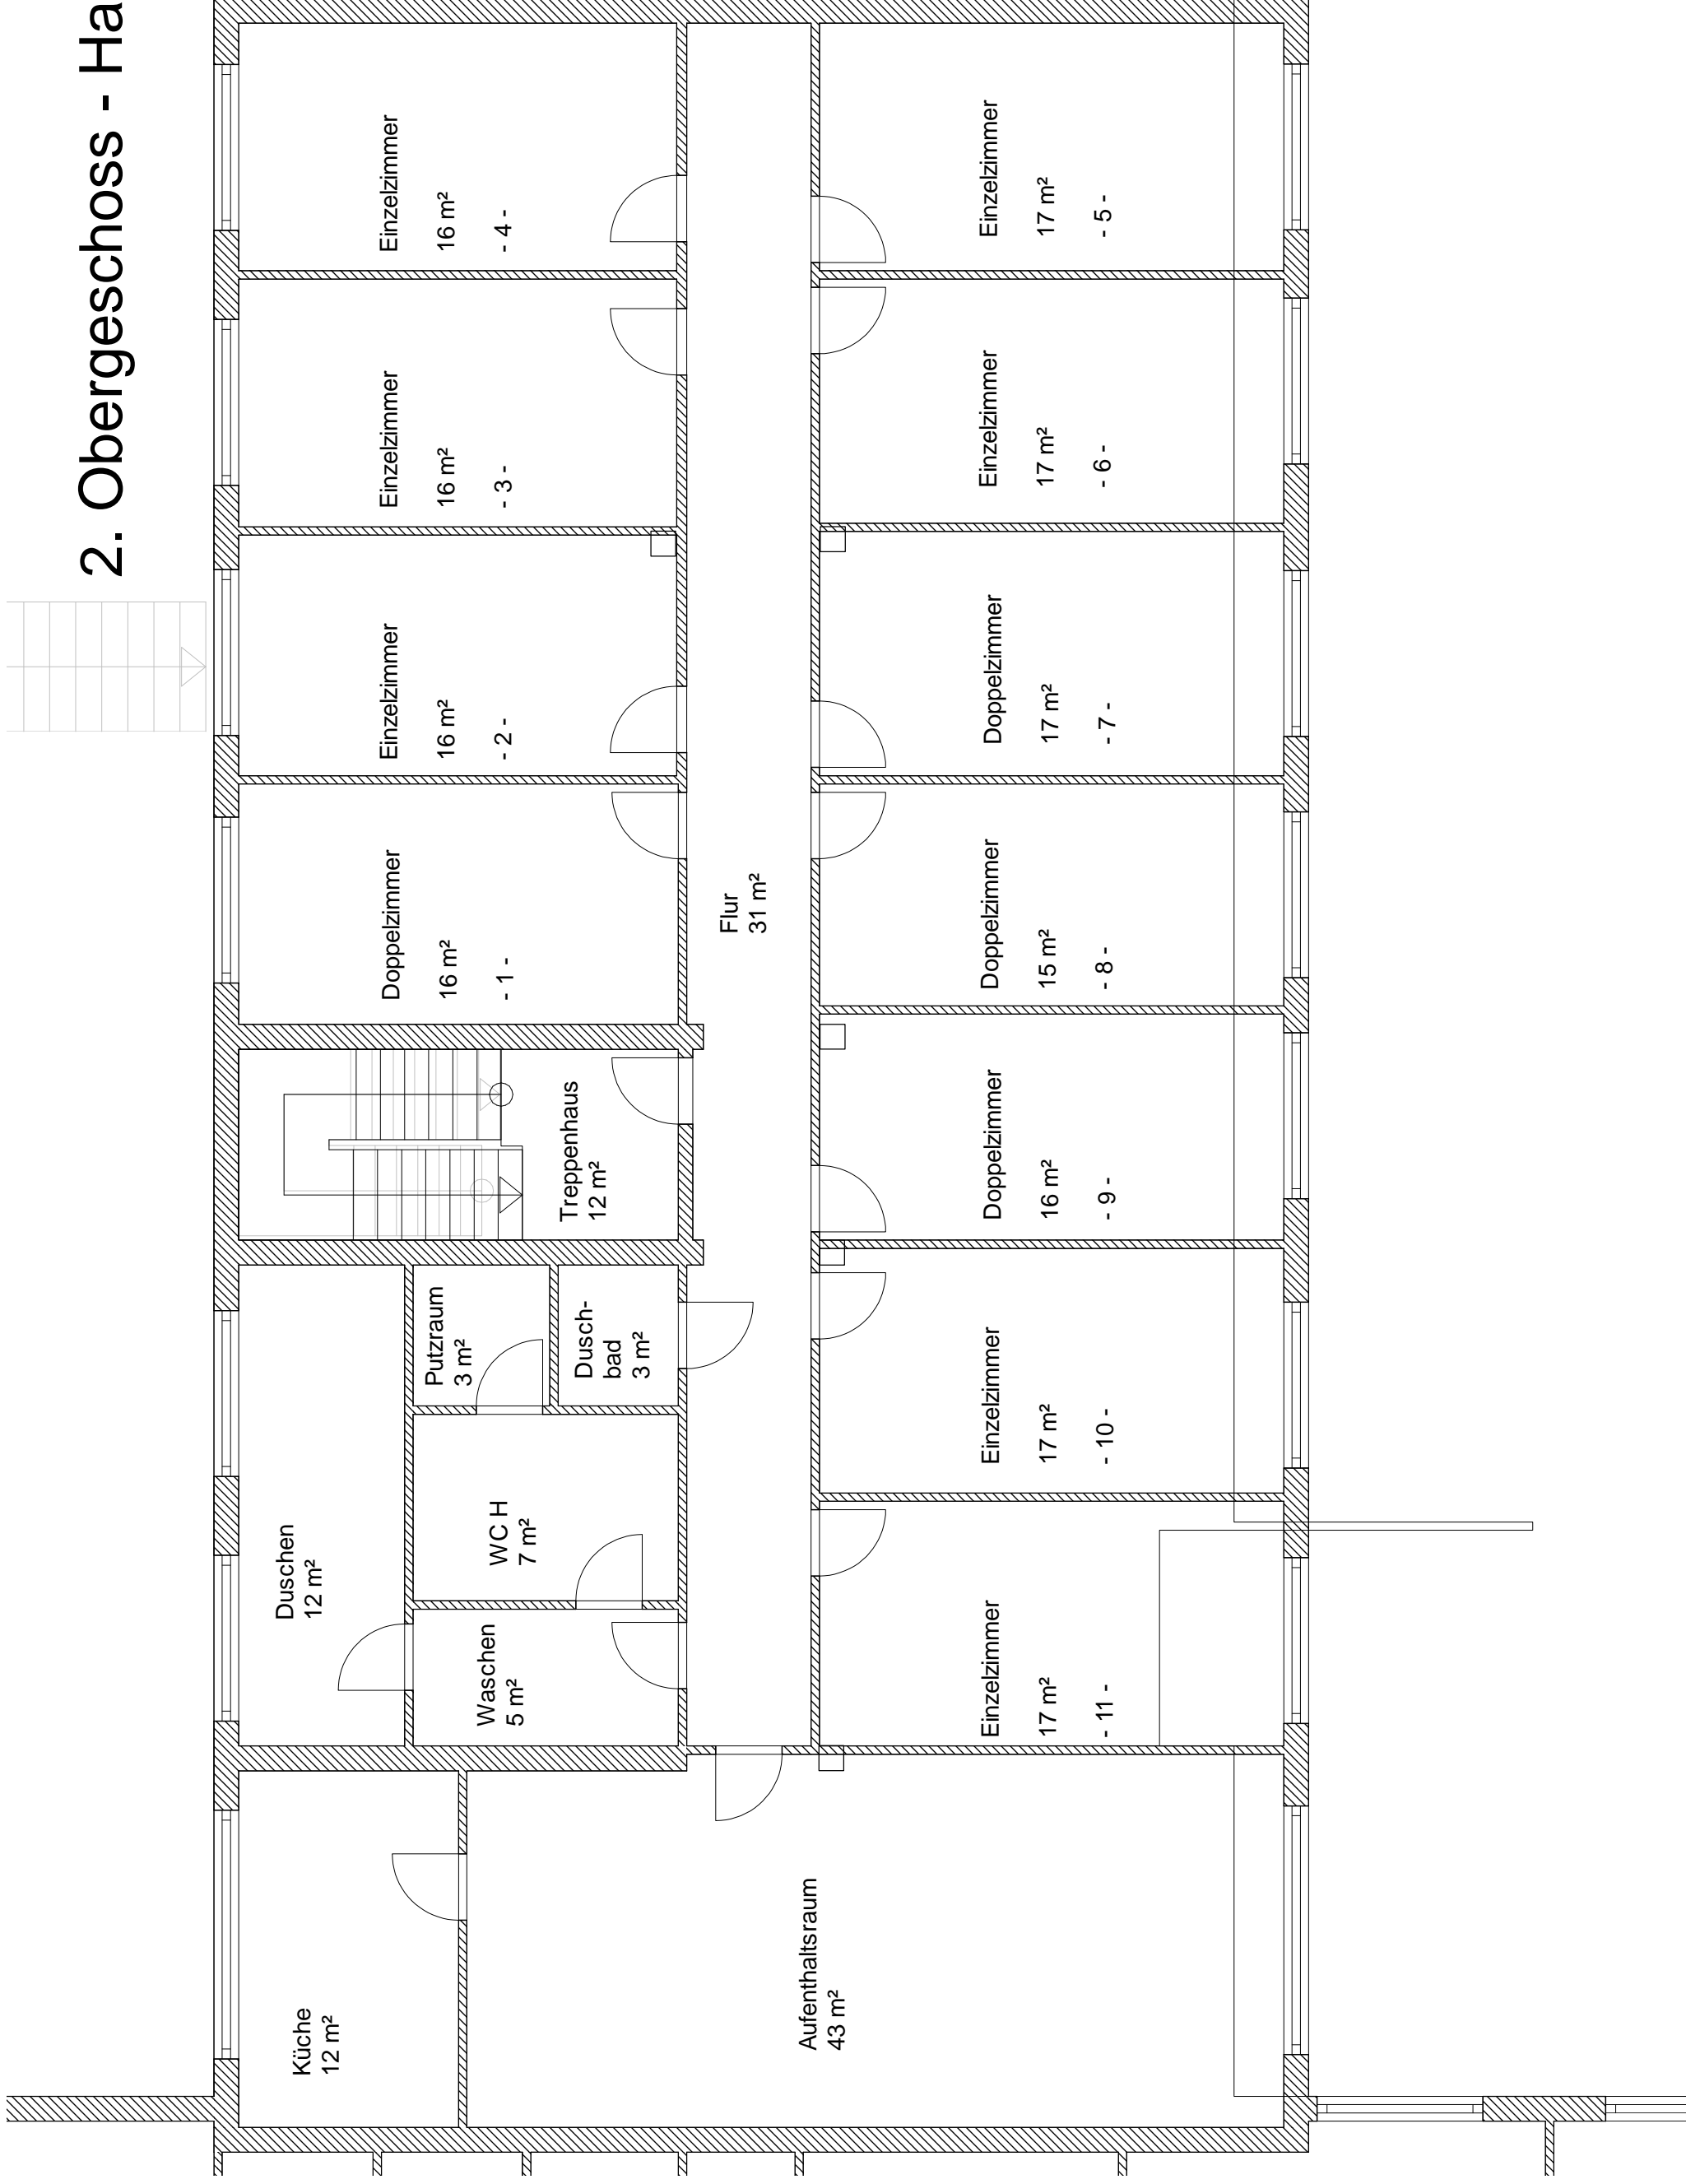 2. Obergeschoss - Ha
Küche
12 m²
Duschen
12 m²
Putzraum
3 m²
Dusch-
bad
3 m²
WC H
7 m²
Waschen
5 m²
Treppenhaus
12 m²
Doppelzimmer
16 m²
- 1 -
Einzelzimmer
16 m²
- 2 -
Einzelzimmer
16 m²
- 3 -
Einzelzimmer
16 m²
- 4 -
Flur
31 m²
Aufenthaltsraum
43 m²
Einzelzimmer
17 m²
- 11 -
Einzelzimmer
17 m²
- 10 -
Doppelzimmer
16 m²
- 9 -
Doppelzimmer
15 m²
- 8 -
Doppelzimmer
17 m²
- 7 -
Einzelzimmer
17 m²
- 6 -
Einzelzimmer
17 m²
- 5 -